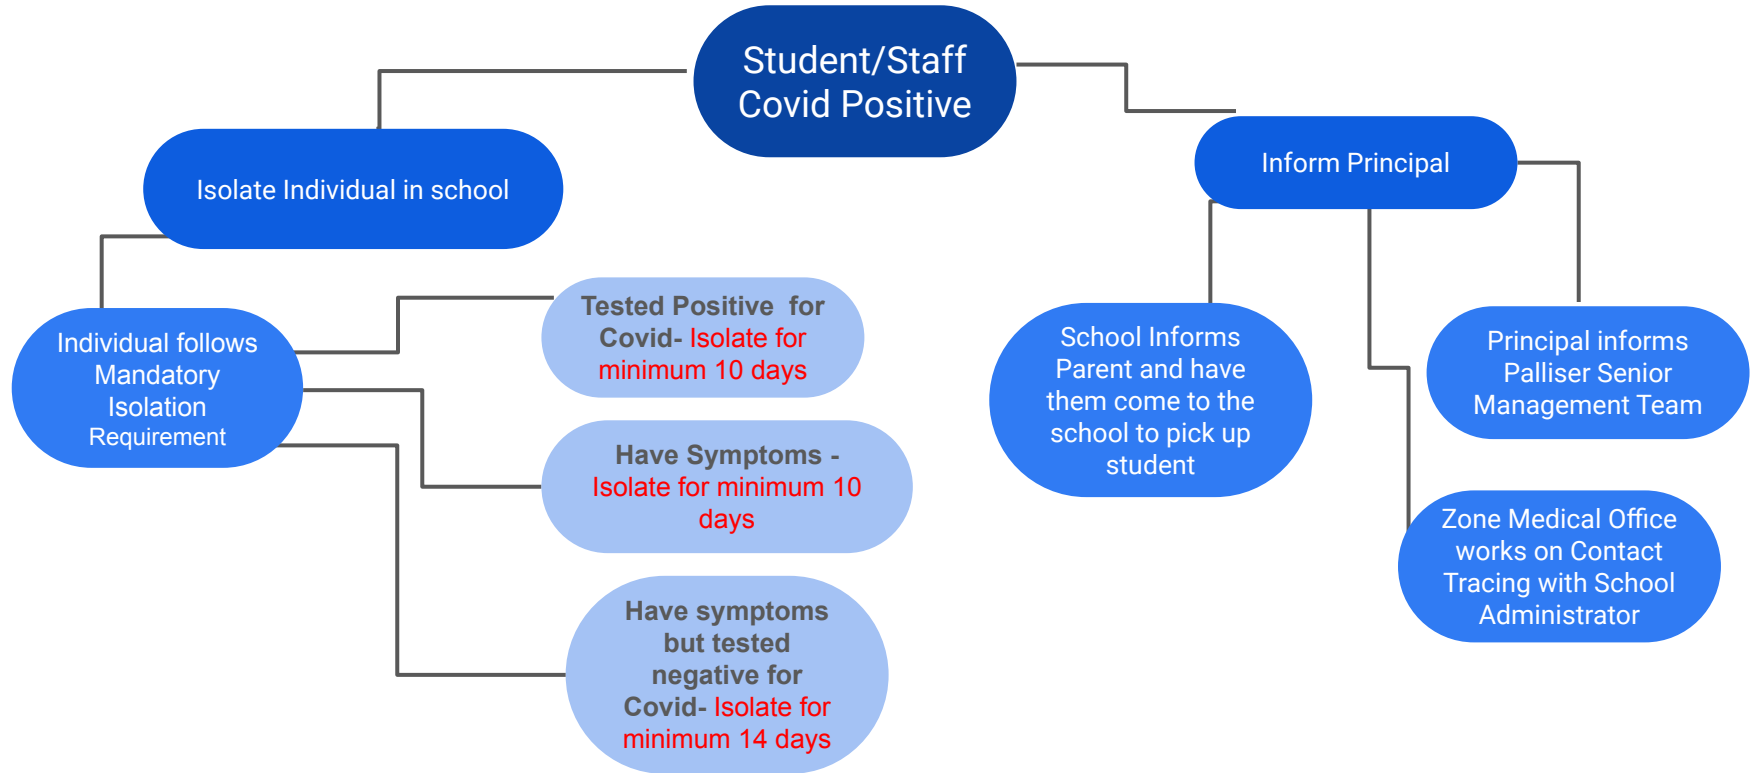 Student/Staff
Covid Positive
Isolate Individual in school
Inform Principal
Individual follows
Mandatory
Isolation
Requirement
Tested Positive  for
Covid- Isolate for
minimum 10 days
Have Symptoms -
Isolate for minimum 10
days
Have symptoms
but tested
negative for
Covid- Isolate for
minimum 14 days
School Informs
Parent and have
them come to the
school to pick up
student
Principal informs
Palliser Senior
Management Team
Zone Medical Office
works on Contact
Tracing with School
Administrator